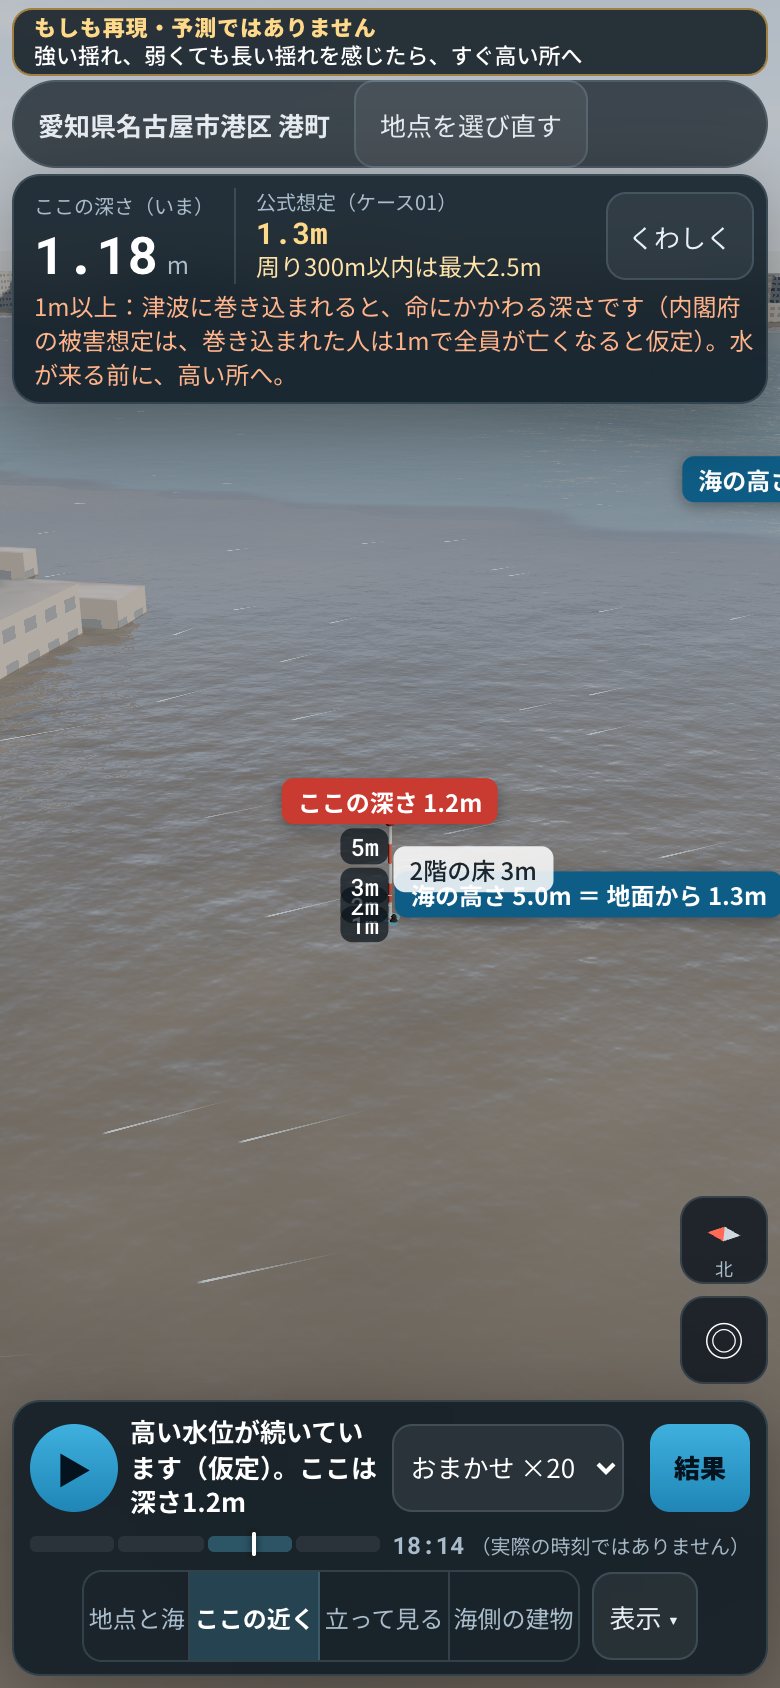 もしも再現・予測ではありません
強い揺れ、弱くても長い揺れを感じたら、すぐ高い所へ
愛知県名古屋市港区 港町
地点を選び直す
ここの深さ（いま）
1.18 m
公式想定（ケース01）
1.3m
周り300m以内は最大2.5m
くわしく
1m以上：津波に巻き込まれると、命にかかわる深さです（内閣府
の被害想定は、巻き込まれた人は1mで全員が亡くなると仮定）。水
が来る前に、高い所へ。
海の高さ
ここの深さ 1.2m
5m
2階の床 3m
3m
海の高さ 5.0m ＝ 地面から 1.3m
2m
1m
北
高い水位が続いてい
ます（仮定）。ここは
深さ1.2m
おまかせ ×20
結果
18:14 （実際の時刻ではありません）
地点と海
ここの近く
立って見る
海側の建物
表示 ▾